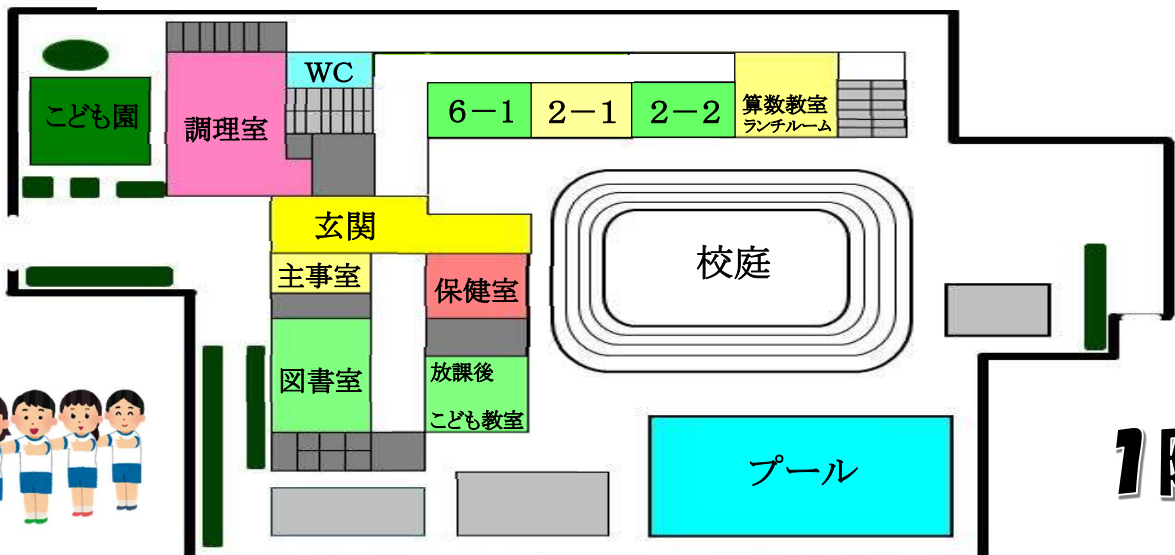 こども園
調理室
WC
6－1
2－1
2－2
算数教室
ランチルーム
玄関
主事室
保健室
校庭
図書室
放課後
こども教室
プール
1